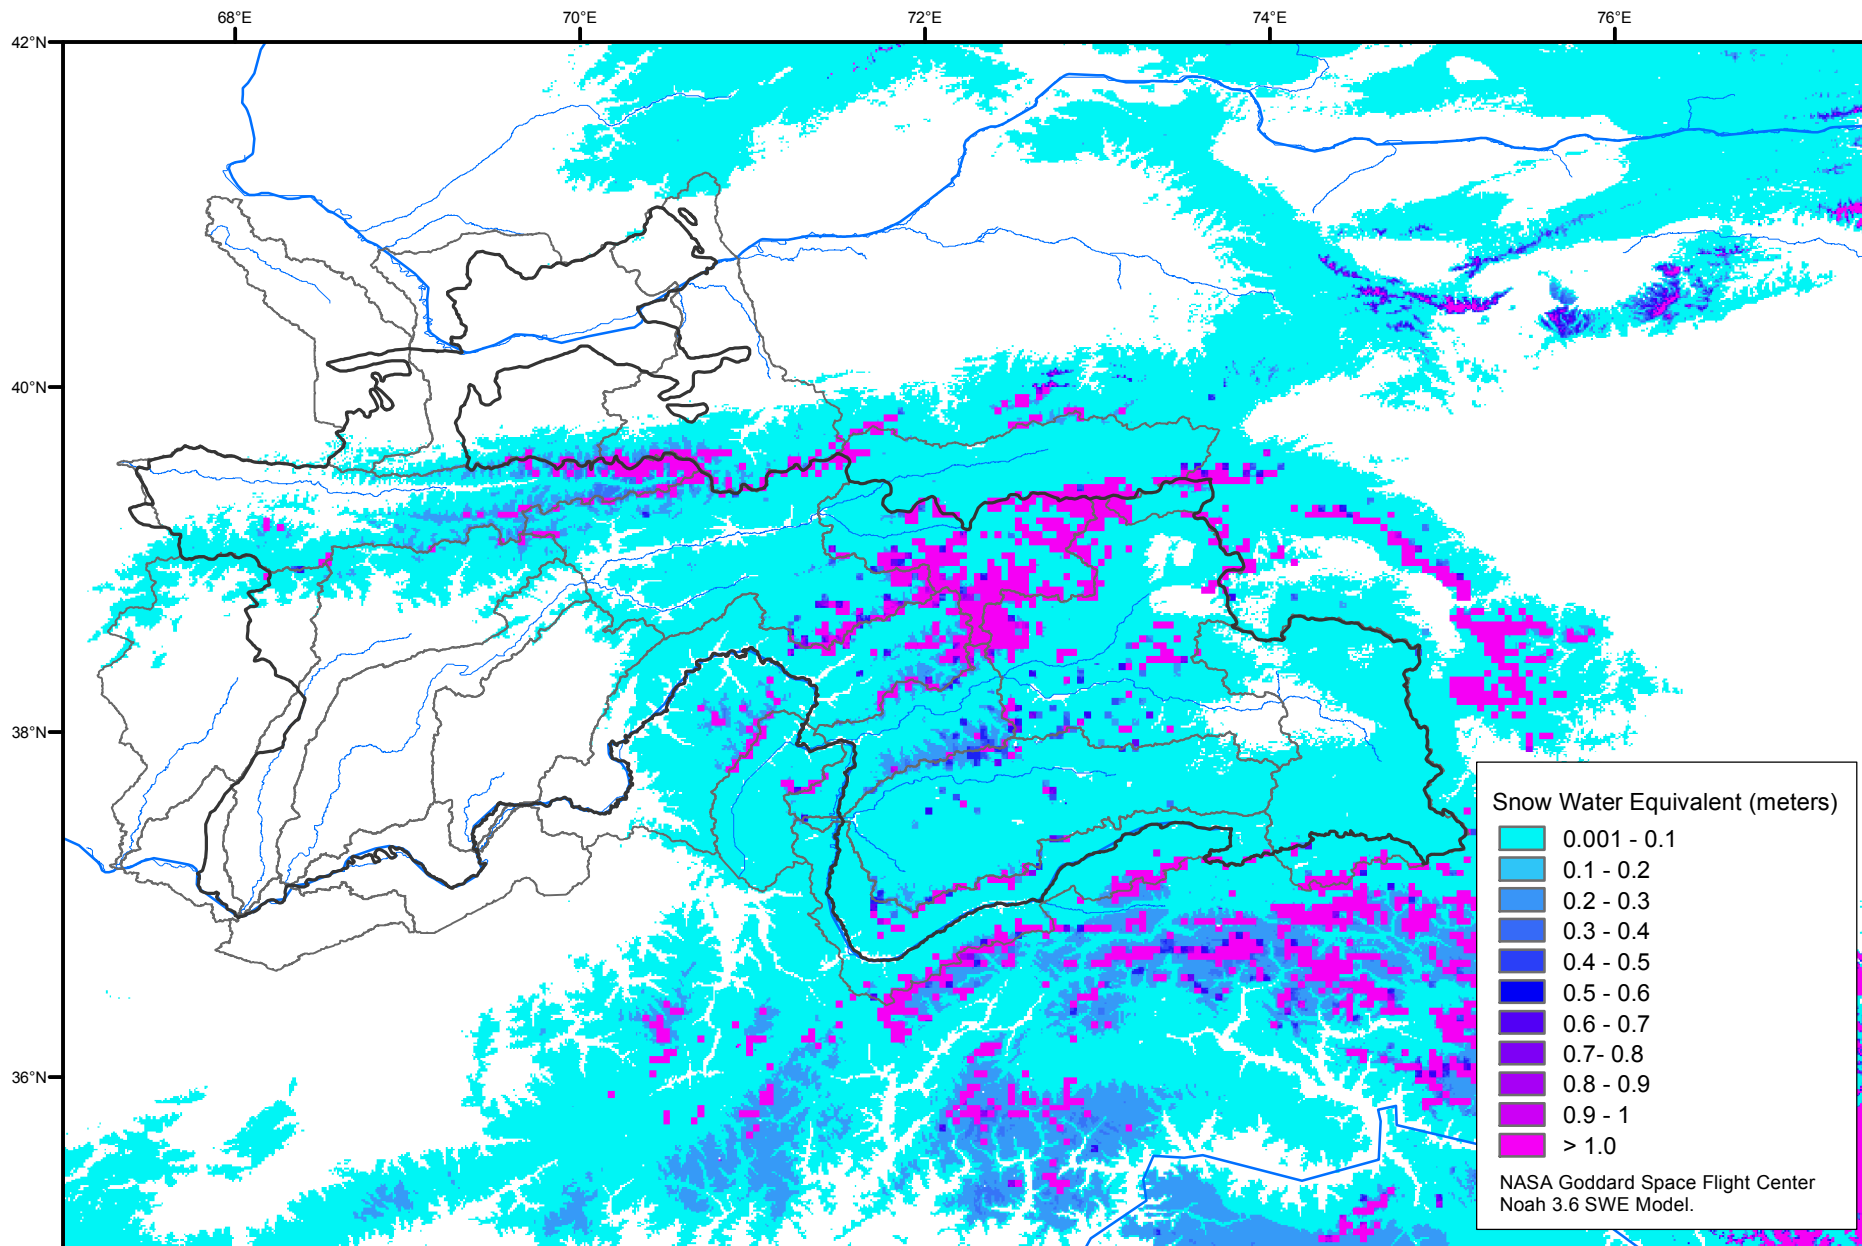 68°E
70°E
72°E
74°E
76°E
42°N
40°N
38°N
36°N
Snow Water Equivalent (meters)
0.001 - 0.1
0.1 - 0.2
0.2 - 0.3
0.3 - 0.4
0.4 - 0.5
0.5 - 0.6
0.6 - 0.7
0.7- 0.8
0.8 - 0.9
0.9 - 1
> 1.0
NASA Goddard Space Flight Center
Noah 3.6 SWE Model.